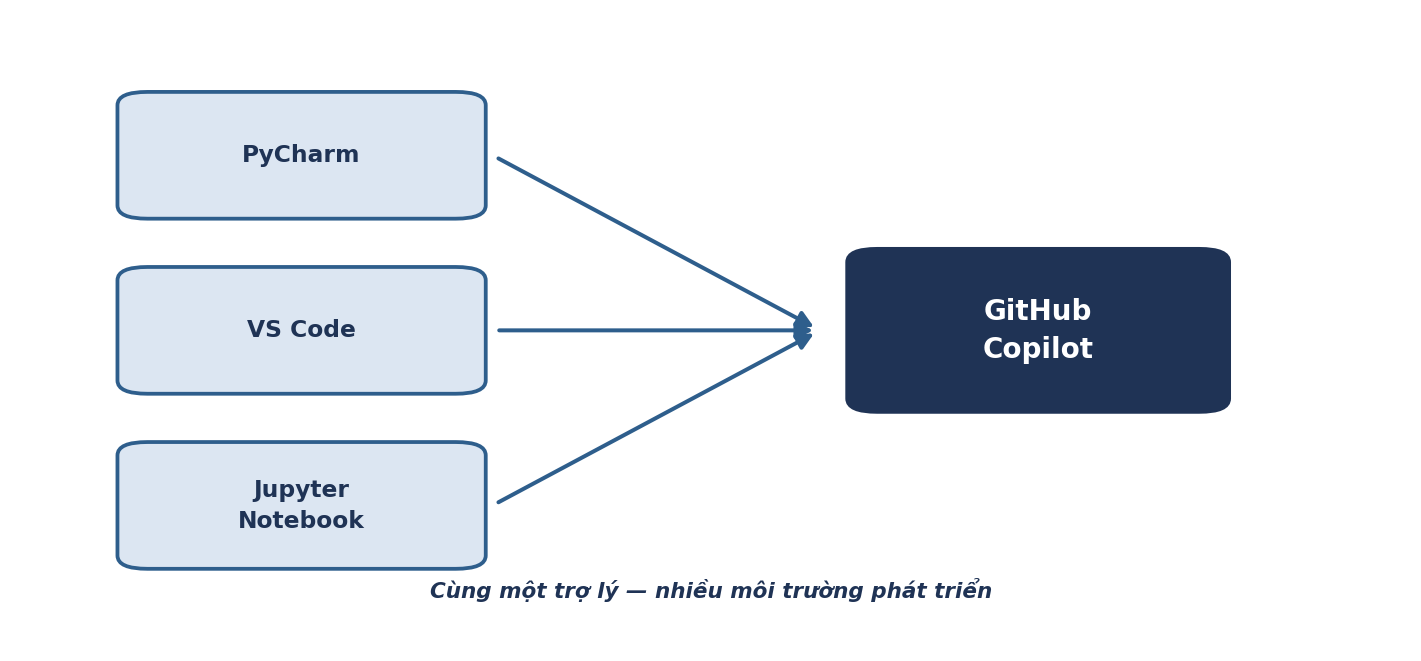 PyCharm
VS Code
GitHub
Copilot
Jupyter
Notebook
Cùng một trợ lý — nhiều môi trường phát triển